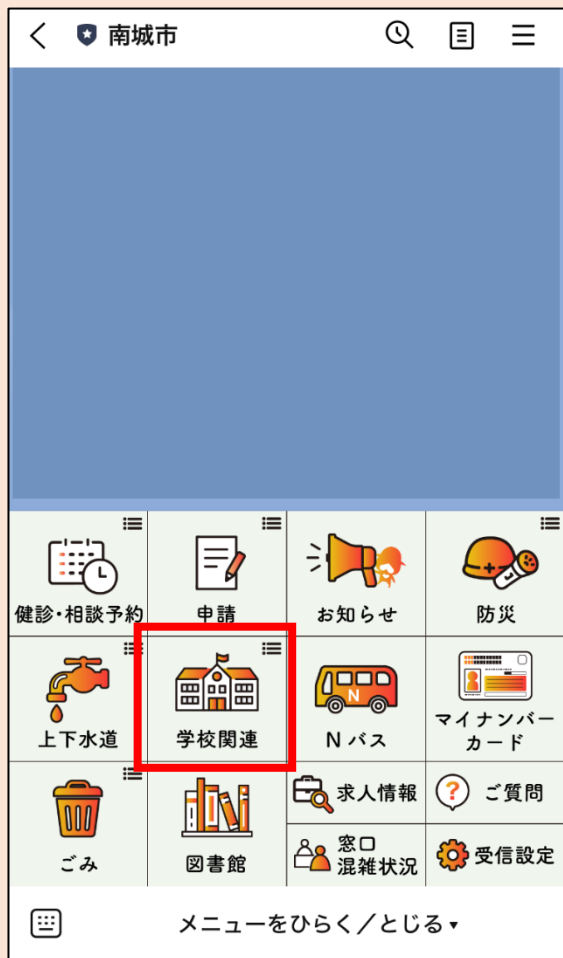 南城市
健診・相談予約
申請
お知らせ
防災
上下水道
学校関連
N
Nバス
マイナンバー
カード
ごみ
図書館
求人情報
? ご質問
窓口
混雑状況
受信設定
メニューをひらく／とじる▾